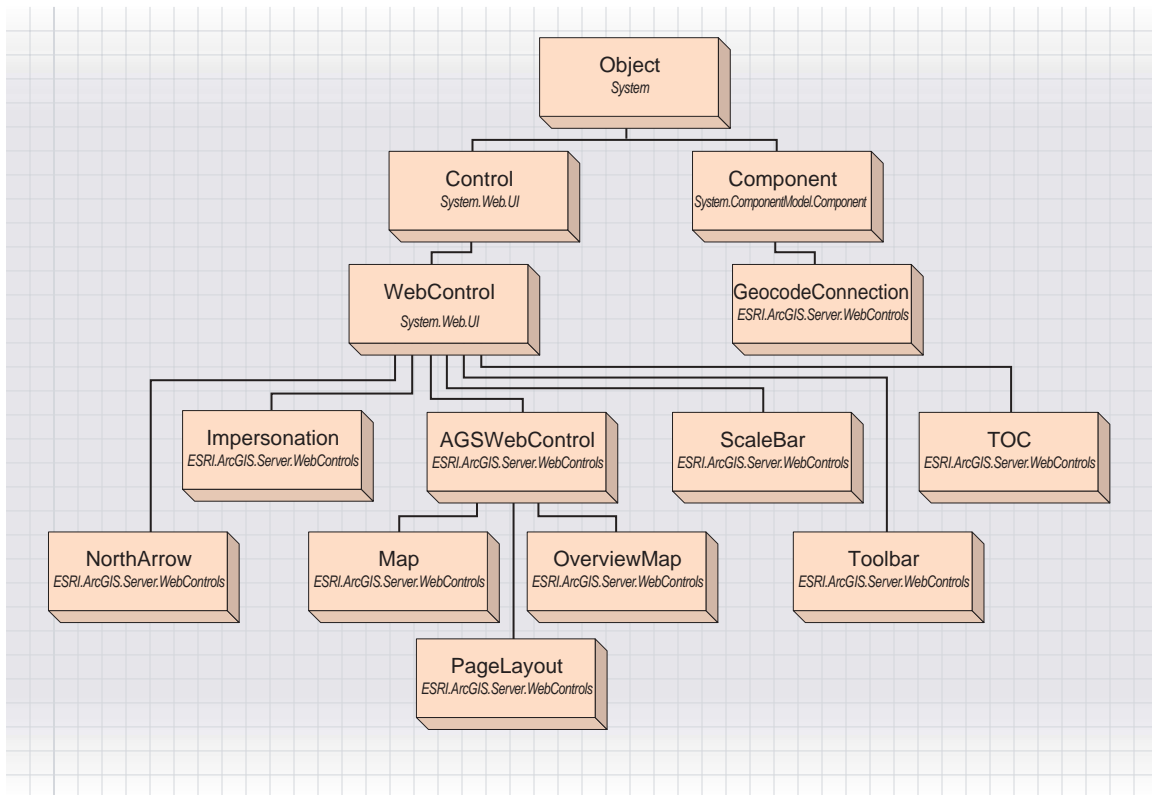 Object
System
Control
System.Web.UI
Component
System.ComponentModel.Component
WebControl
System.Web.UI
GeocodeConnection
ESRI.ArcGIS.Server.WebControls
Impersonation
ESRI.ArcGIS.Server.WebControls
AGSWebControl
ESRI.ArcGIS.Server.WebControls
ScaleBar
ESRI.ArcGIS.Server.WebControls
TOC
ESRI.ArcGIS.Server.WebControls
NorthArrow
ESRI.ArcGIS.Server.WebControls
Map
ESRI.ArcGIS.Server.WebControls
OverviewMap
ESRI.ArcGIS.Server.WebControls
Toolbar
ESRI.ArcGIS.Server.WebControls
PageLayout
ESRI.ArcGIS.Server.WebControls